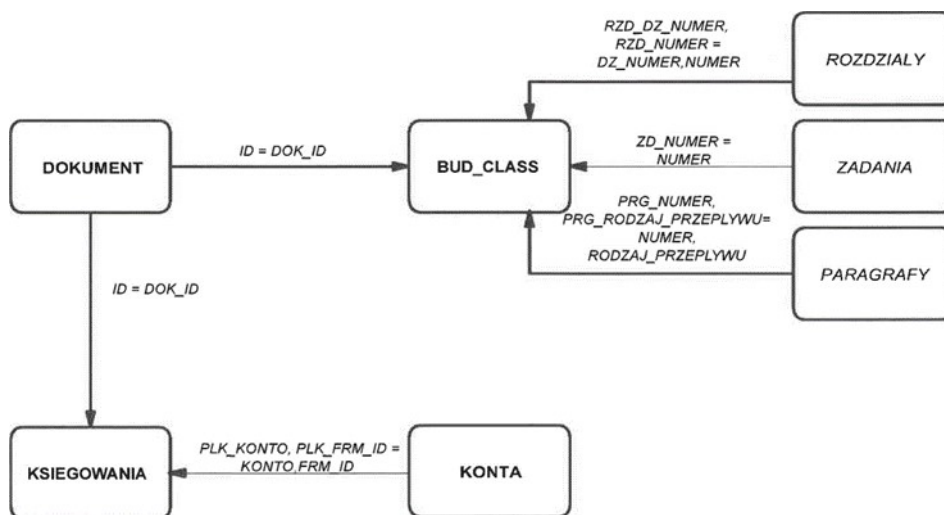 RZD_DZ_NUMER,
RZD_NUMER =
DZ_NUMER,NUMER
ROZDZIALY
DOKUMENT
ID = DOK_ID
BUD_CLASS
ZD_NUMER =
NUMER
ZADANIA
PRG_NUMER,
PRG_RODZAJ_PRZEPLYWU=
NUMER,
RODZAJ_PRZEPLYWU
PARAGRAFY
ID = DOK_ID
KSIEGOWANIA
PLK_KONTO, PLK_FRM_ID =
KONTO,FRM_ID
KONTA